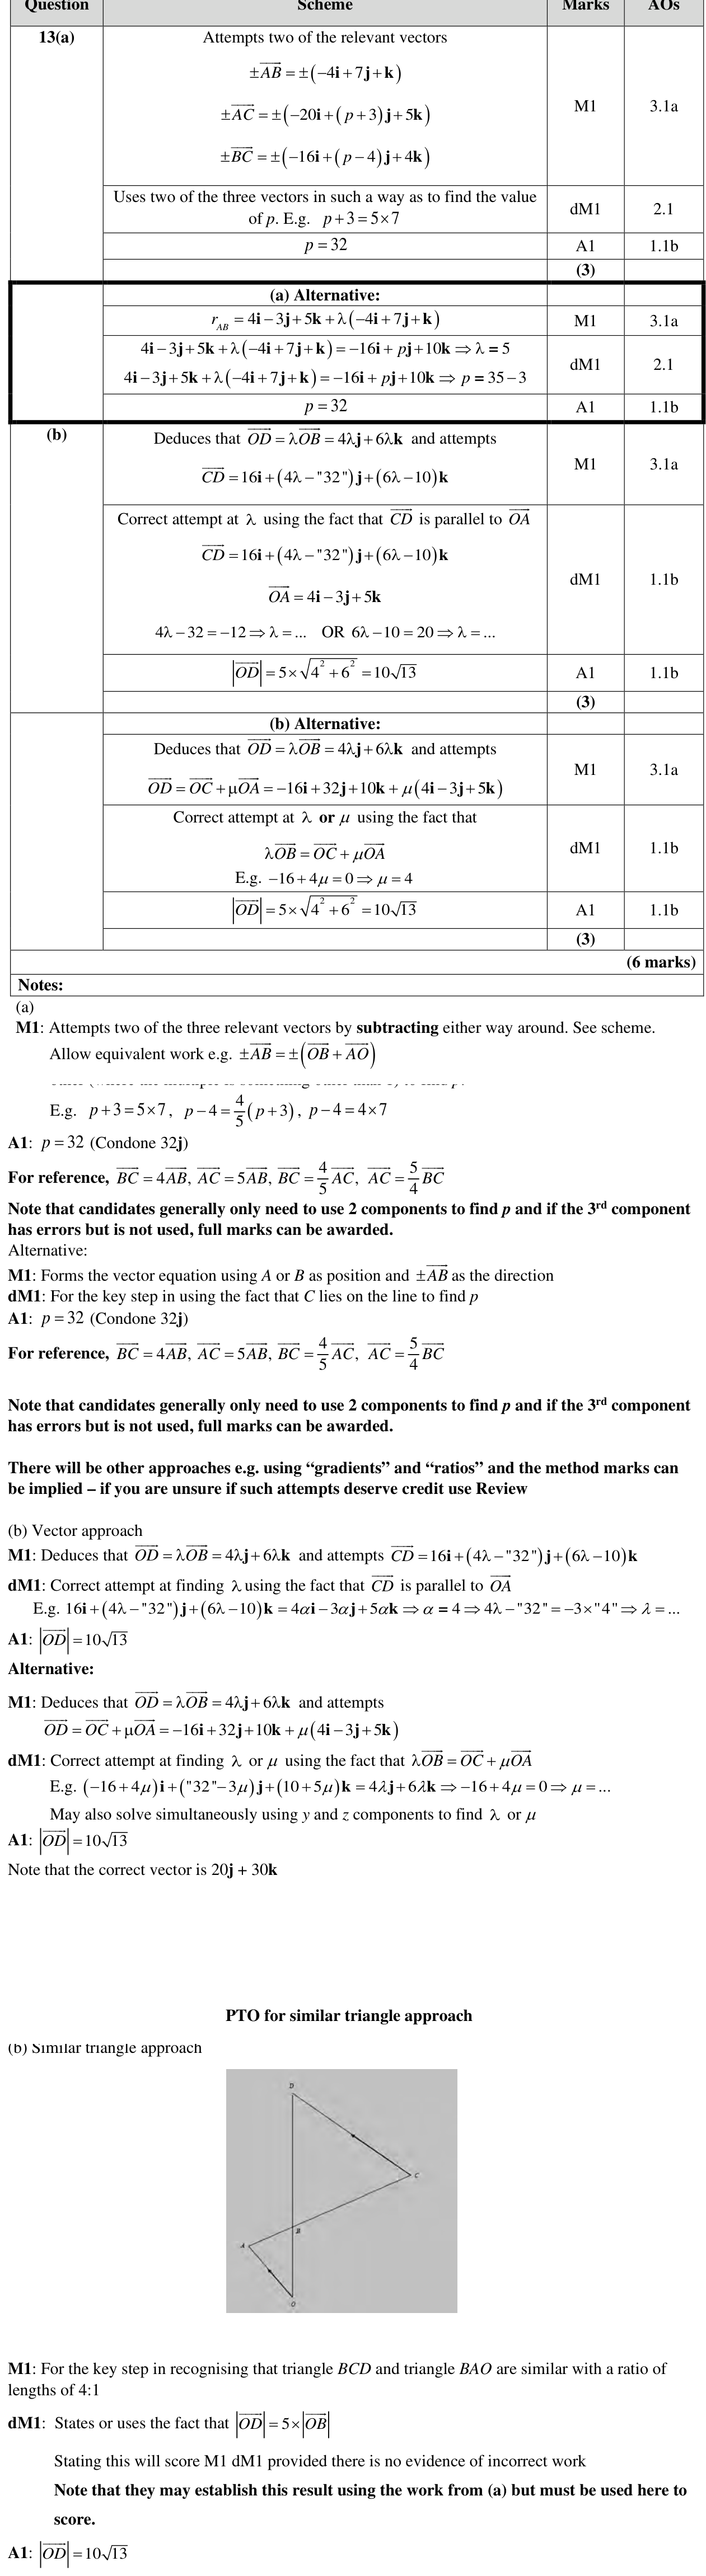 Question Scheme Marks AOs
13(a) Attempts two of the relevant vectors
±AB⃗ = ±(−4i + 7j + k)
±AC⃗ = ±(−20i + (p+3)j + 5k) M1 3.1a
±BC⃗ = ±(−16i + (p−4)j + 4k)
Uses two of the three vectors in such a way as to find the value
of p. E.g. p+3 = 5×7 dM1 2.1
p = 32 A1 1.1b
(3)
(a) Alternative:
r_AB = 4i − 3j + 5k + λ(−4i + 7j + k) M1 3.1a
4i − 3j + 5k + λ(−4i + 7j + k) = −16i + pj + 10k ⇒ λ = 5
4i − 3j + 5k + λ(−4i + 7j + k) = −16i + pj + 10k ⇒ p = 35 − 3 dM1 2.1
p = 32 A1 1.1b
(b) Deduces that OD⃗ = λOB⃗ = 4λj + 6λk and attempts
CD⃗ = 16i + (4λ − "32")j + (6λ − 10)k M1 3.1a
Correct attempt at λ using the fact that CD⃗ is parallel to OA⃗
CD⃗ = 16i + (4λ − "32")j + (6λ − 10)k
OA⃗ = 4i − 3j + 5k dM1 1.1b
4λ − 32 = −12 ⇒ λ = ... OR 6λ − 10 = 20 ⇒ λ = ...
|OD⃗| = 5 × √(4² + 6²) = 10√13 A1 1.1b
(3)
(b) Alternative:
Deduces that OD⃗ = λOB⃗ = 4λj + 6λk and attempts
OD⃗ = OC⃗ + μOA⃗ = −16i + 32j + 10k + μ(4i − 3j + 5k) M1 3.1a
Correct attempt at λ or μ using the fact that
λOB⃗ = OC⃗ + μOA⃗ dM1 1.1b
E.g. −16 + 4μ = 0 ⇒ μ = 4
|OD⃗| = 5 × √(4² + 6²) = 10√13 A1 1.1b
(3)
(6 marks)
Notes:
(a)
M1: Attempts two of the three relevant vectors by subtracting either way around. See scheme.
Allow equivalent work e.g. ±AB⃗ = ±(OB⃗ + AO⃗)
E.g. p+3 = 5×7, p−4 = 4/5(p+3), p−4 = 4×7
A1: p = 32 (Condone 32j)
For reference, BC⃗ = 4AB⃗, AC⃗ = 5AB⃗, BC⃗ = 4/5 AC⃗, AC⃗ = 5/4 BC⃗
Note that candidates generally only need to use 2 components to find p and if the 3rd component
has errors but is not used, full marks can be awarded.
Alternative:
M1: Forms the vector equation using A or B as position and ±AB⃗ as the direction
dM1: For the key step in using the fact that C lies on the line to find p
A1: p = 32 (Condone 32j)
For reference, BC⃗ = 4AB⃗, AC⃗ = 5AB⃗, BC⃗ = 4/5 AC⃗, AC⃗ = 5/4 BC⃗
Note that candidates generally only need to use 2 components to find p and if the 3rd component
has errors but is not used, full marks can be awarded.
There will be other approaches e.g. using “gradients” and “ratios” and the method marks can
be implied – if you are unsure if such attempts deserve credit use Review
(b) Vector approach
M1: Deduces that OD⃗ = λOB⃗ = 4λj + 6λk and attempts CD⃗ = 16i + (4λ − "32")j + (6λ − 10)k
dM1: Correct attempt at finding λ using the fact that CD⃗ is parallel to OA⃗
E.g. 16i + (4λ − "32")j + (6λ − 10)k = 4αi − 3αj + 5αk ⇒ α = 4 ⇒ 4λ − "32" = −3 × "4" ⇒ λ = ...
A1: |OD⃗| = 10√13
Alternative:
M1: Deduces that OD⃗ = λOB⃗ = 4λj + 6λk and attempts
OD⃗ = OC⃗ + μOA⃗ = −16i + 32j + 10k + μ(4i − 3j + 5k)
dM1: Correct attempt at finding λ or μ using the fact that λOB⃗ = OC⃗ + μOA⃗
E.g. (−16 + 4μ)i + ("32" − 3μ)j + (10 + 5μ)k = 4λj + 6λk ⇒ −16 + 4μ = 0 ⇒ μ = ...
May also solve simultaneously using y and z components to find λ or μ
A1: |OD⃗| = 10√13
Note that the correct vector is 20j + 30k
PTO for similar triangle approach
(b) Similar triangle approach
D
C
B
A
O
M1: For the key step in recognising that triangle BCD and triangle BAO are similar with a ratio of
lengths of 4:1
dM1: States or uses the fact that |OD⃗| = 5 × |OB⃗|
Stating this will score M1 dM1 provided there is no evidence of incorrect work
Note that they may establish this result using the work from (a) but must be used here to
score.
A1: |OD⃗| = 10√13